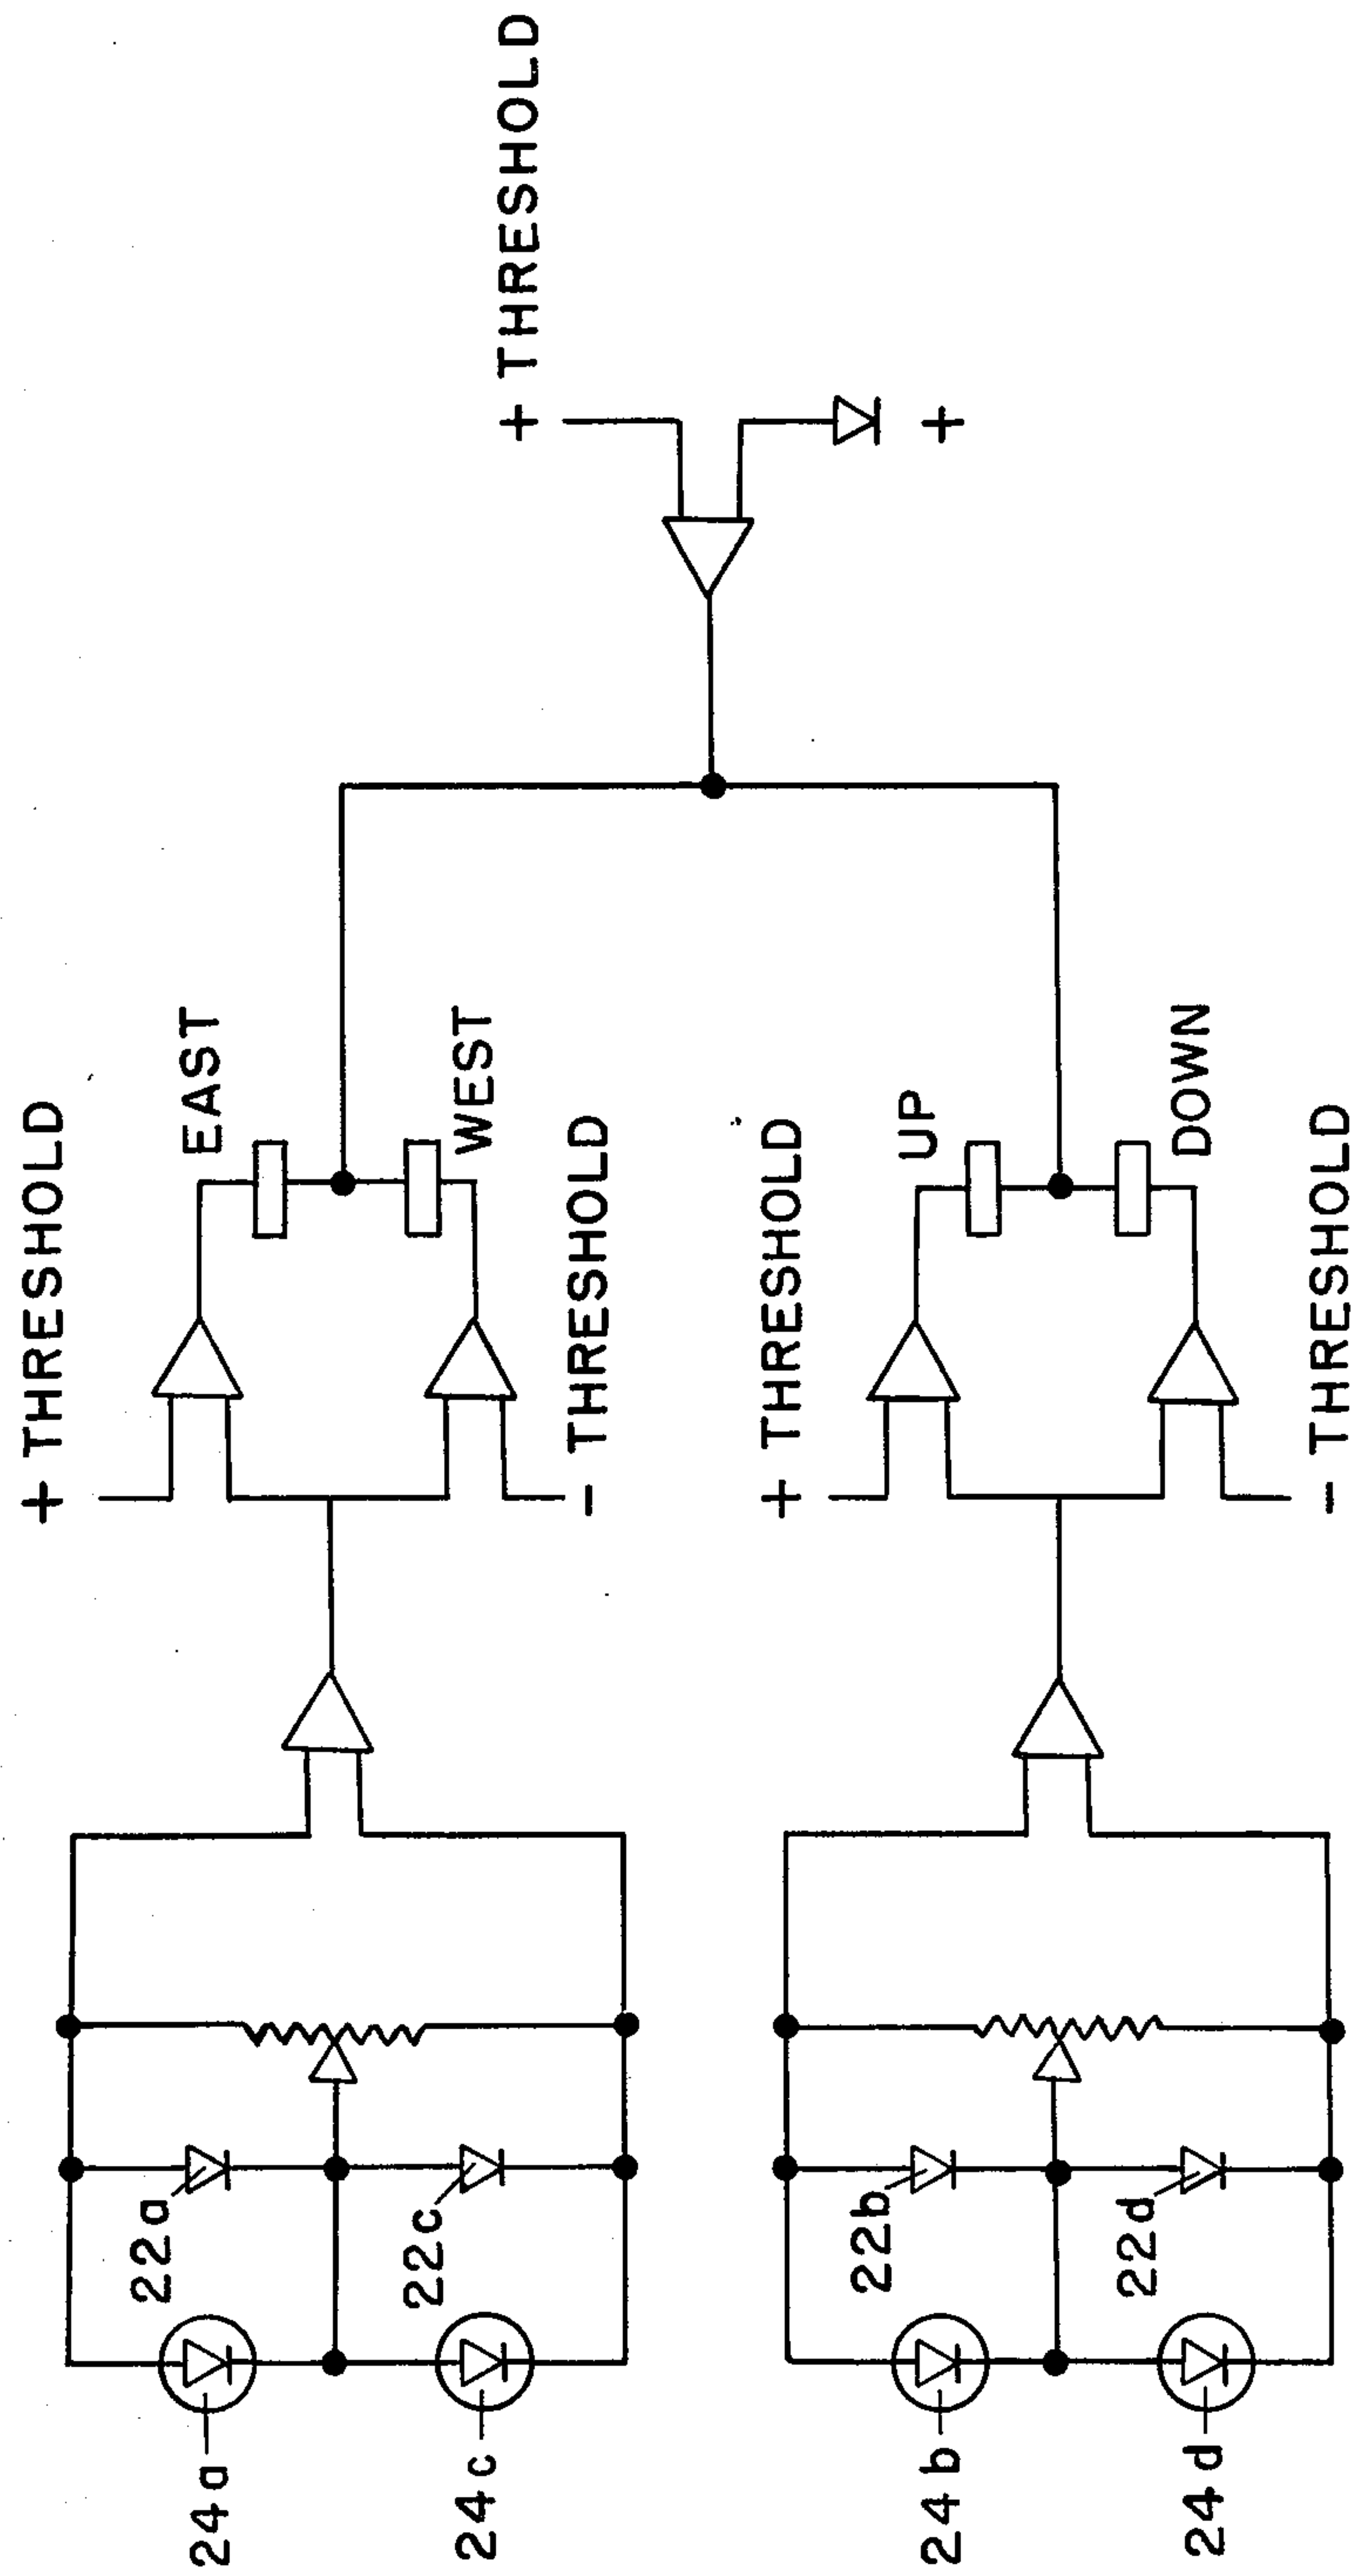 + THRESHOLD
EAST
WEST
- THRESHOLD
24a
22a
24c
22c
+ THRESHOLD
+
+ THRESHOLD
UP
DOWN
- THRESHOLD
24b
22b
24d
22d